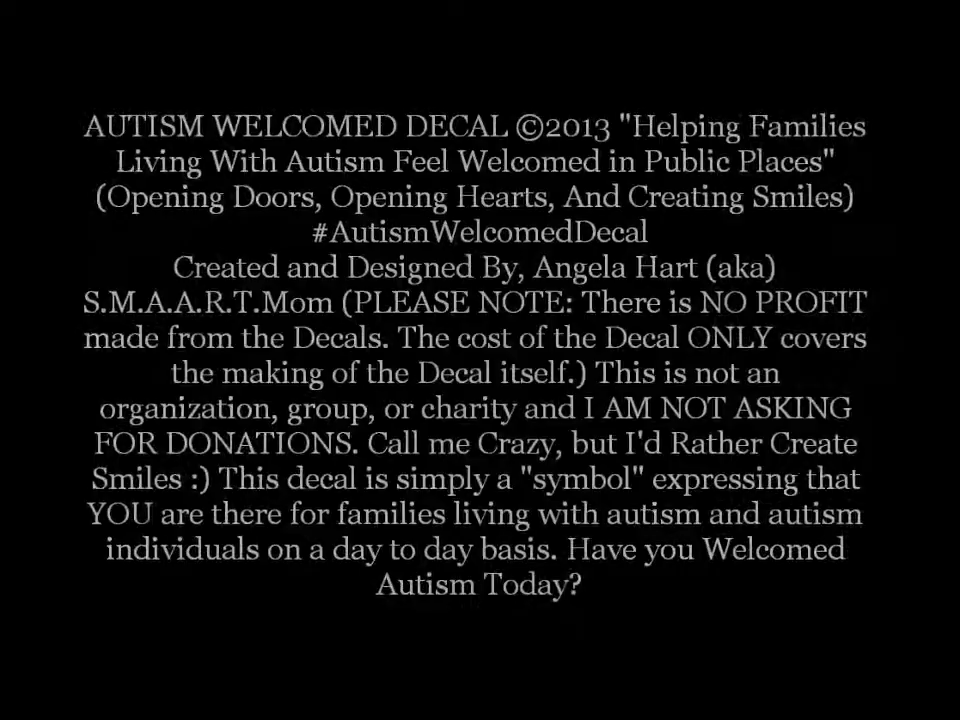 AUTISM WELCOMED DECAL ©2013 "Helping Families
Living With Autism Feel Welcomed in Public Places"
(Opening Doors, Opening Hearts, And Creating Smiles)
#AutismWelcomedDecal
Created and Designed By, Angela Hart (aka)
S.M.A.A.R.T.Mom (PLEASE NOTE: There is NO PROFIT
made from the Decals. The cost of the Decal ONLY covers
the making of the Decal itself.) This is not an
organization, group, or charity and I AM NOT ASKING
FOR DONATIONS. Call me Crazy, but I'd Rather Create
Smiles :) This decal is simply a "symbol" expressing that
YOU are there for families living with autism and autism
individuals on a day to day basis. Have you Welcomed
Autism Today?